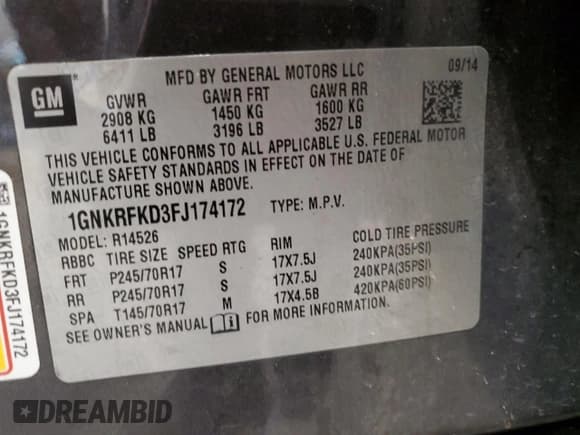 GM
MFD BY GENERAL MOTORS LLC
09/14
GVWR GAWR FRT GAWR RR
2908 KG 1450 KG 1600 KG
6411 LB 3196 LB 3527 LB
THIS VEHICLE CONFORMS TO ALL APPLICABLE U.S. FEDERAL MOTOR
VEHICLE SAFETY STANDARDS IN EFFECT ON THE DATE OF
MANUFACTURE SHOWN ABOVE.
1GNKRFKD3FJ174172 TYPE: M.P.V.
MODEL: R14526
RBBC TIRE SIZE SPEED RTG RIM COLD TIRE PRESSURE
FRT P245/70R17 S 17X7.5J 240KPA(35PSI)
RR P245/70R17 S 17X7.5J 240KPA(35PSI)
SPA T145/70R17 M 17X4.5B 420KPA(60PSI)
SEE OWNER'S MANUAL FOR MORE INFORMATION.
1GNKRFKD3FJ174172
DREAMBID